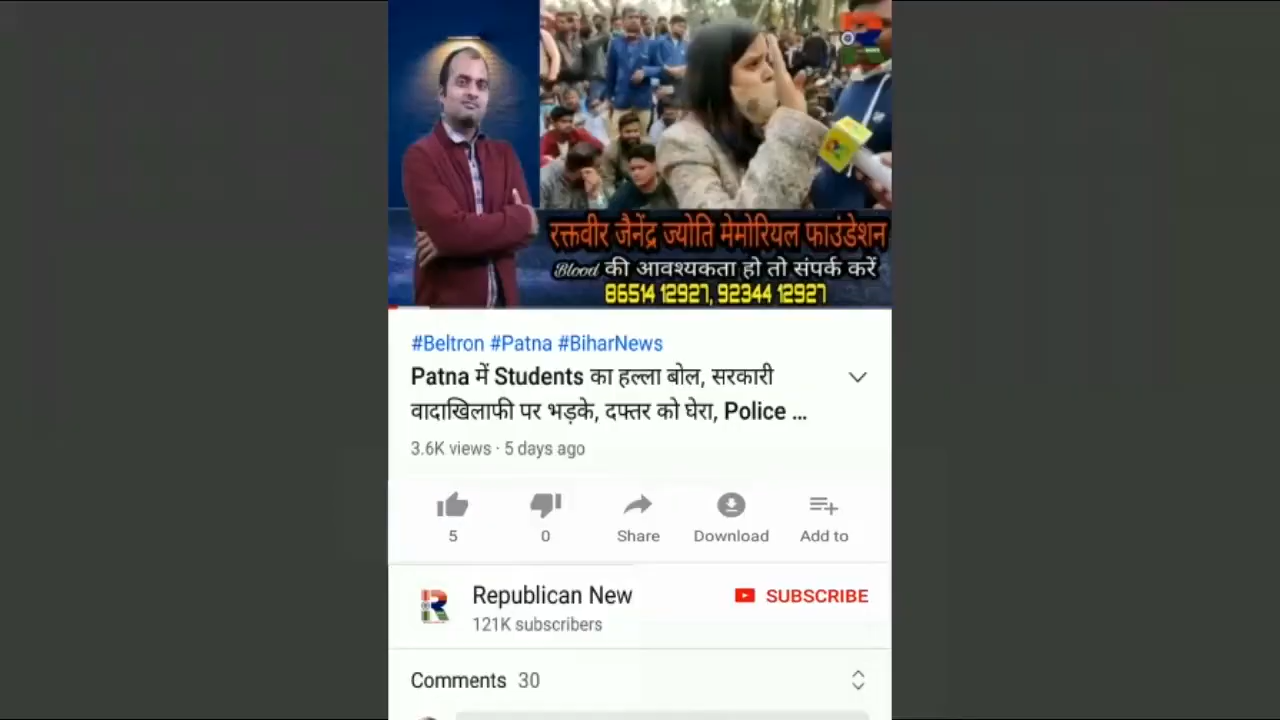 रक्तवीर जैनेंद्र ज्योति मेमोरियल फाउंडेशन
Blood की आवश्यकता हो तो संपर्क करें
86514 12927, 92344 12927
#Beltron #Patna #BiharNews
Patna में Students का हल्ला बोल, सरकारी
वादाखिलाफी पर भड़के, दफ्तर को घेरा, Police ...
3.6K views · 5 days ago
5 0 Share Download Add to
Republican New SUBSCRIBE
121K subscribers
Comments 30